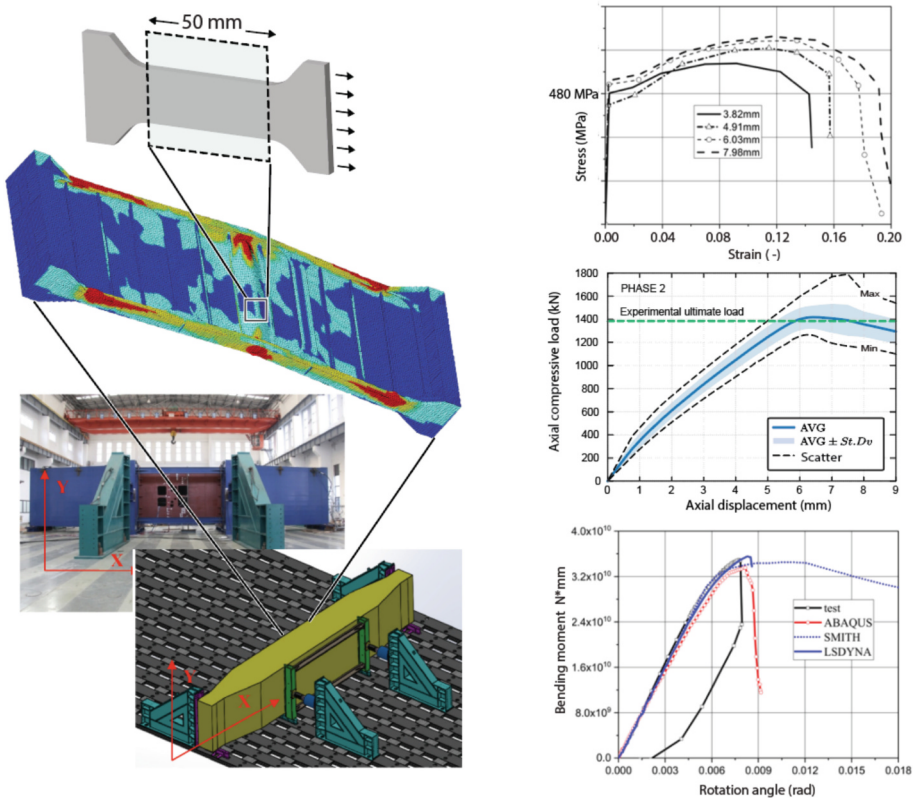 50 mm
Y
X
Y
X
480 MPa
Stress (MPa)
3.82mm
4.91mm
6.03mm
7.98mm
0.00 0.04 0.08 0.12 0.16 0.20
Strain ( - )
PHASE 2
Experimental ultimate load
Max
Min
Axial compressive load (kN)
1800
1600
1400
1200
1000
800
600
400
200
0
AVG
AVG ± St.Dv
Scatter
0 1 2 3 4 5 6 7 8 9
Axial displacement (mm)
Bending moment N*mm
4.0x10¹⁰
3.2x10¹⁰
2.4x10¹⁰
1.6x10¹⁰
8.0x10⁹
0.0
test
ABAQUS
SMITH
LSDYNA
0.000 0.003 0.006 0.009 0.012 0.015 0.018
Rotation angle (rad)